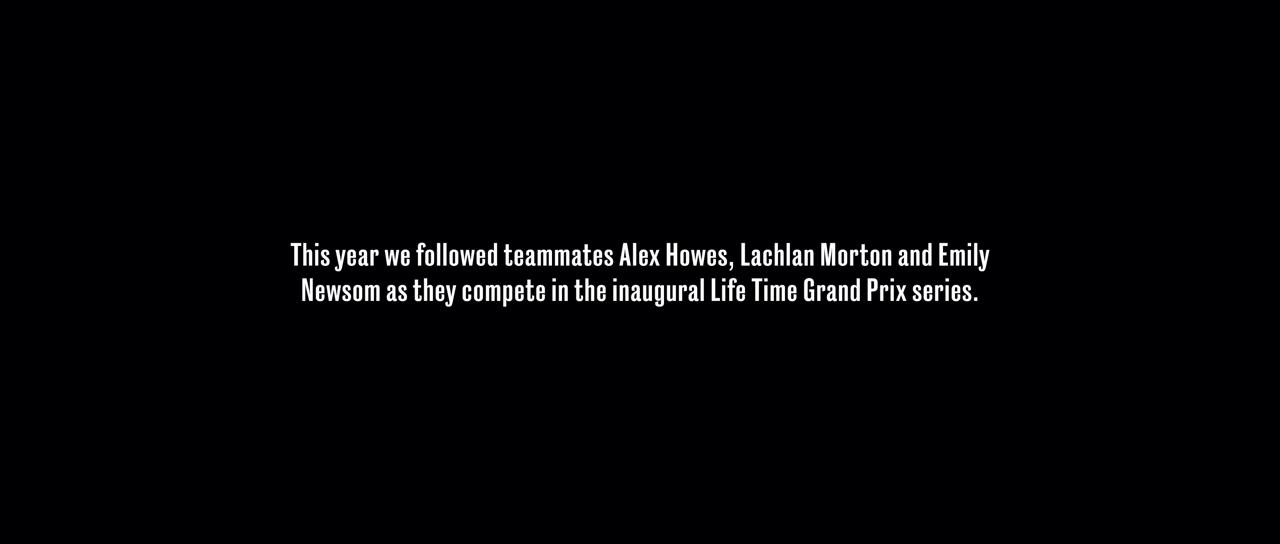 This year we followed teammates Alex Howes, Lachlan Morton and Emily
Newsom as they compete in the inaugural Life Time Grand Prix series.